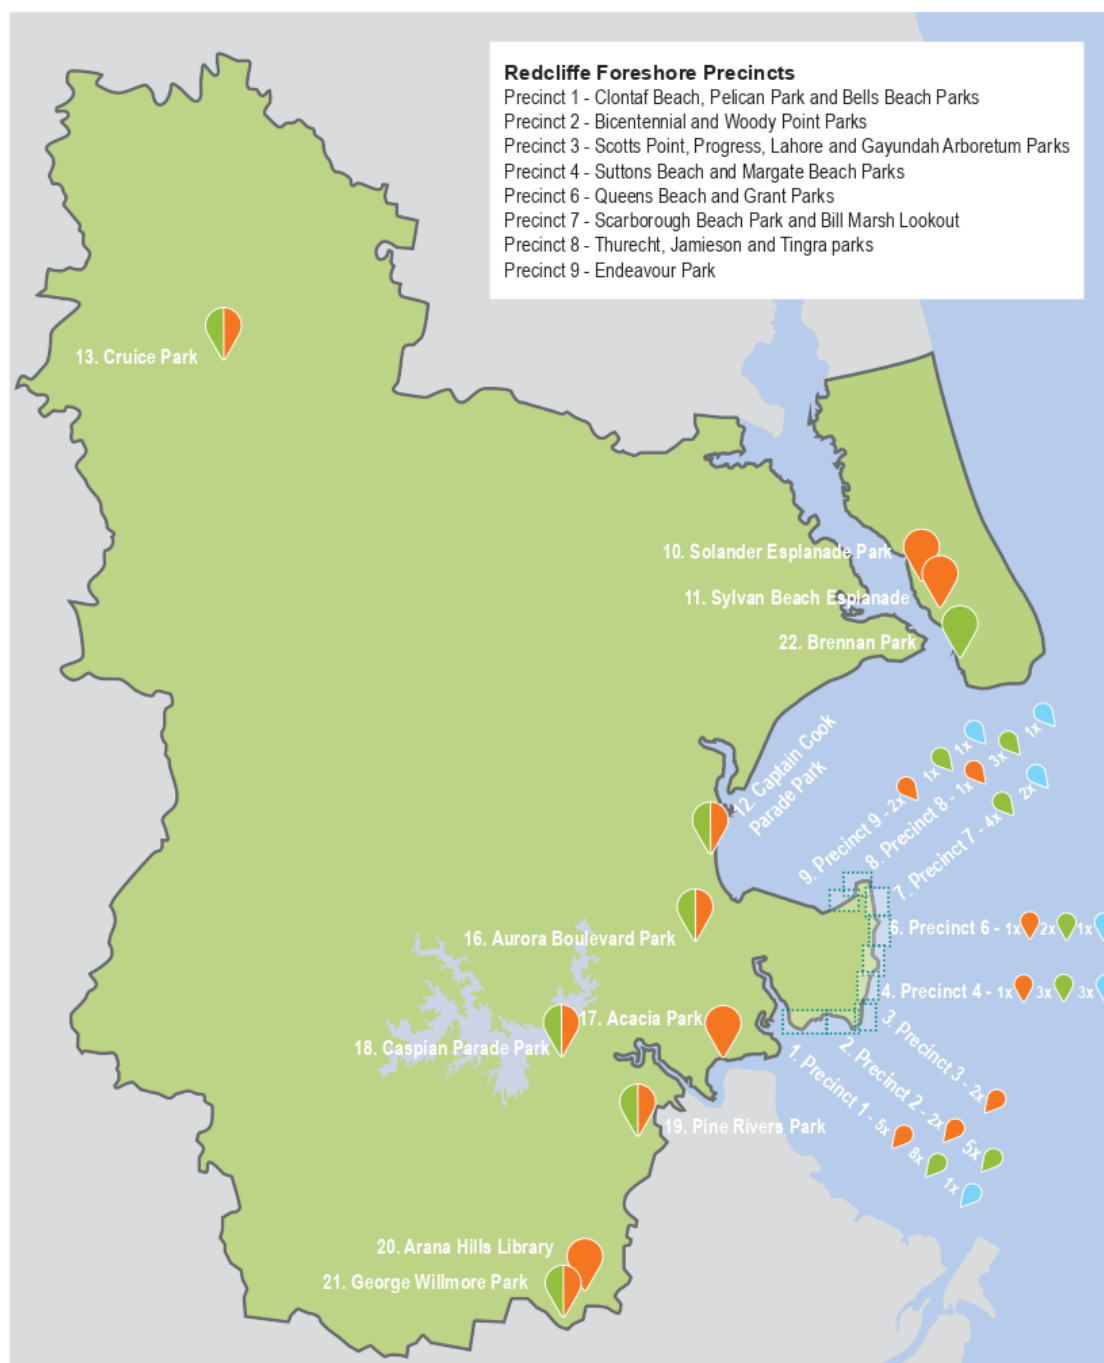 Redcliffe Foreshore Precincts
Precinct 1 - Clontaf Beach, Pelican Park and Bells Beach Parks
Precinct 2 - Bicentennial and Woody Point Parks
Precinct 3 - Scotts Point, Progress, Lahore and Gayundah Arboretum Parks
Precinct 4 - Suttons Beach and Margate Beach Parks
Precinct 6 - Queens Beach and Grant Parks
Precinct 7 - Scarborough Beach Park and Bill Marsh Lookout
Precinct 8 - Thurecht, Jamieson and Tingra parks
Precinct 9 - Endeavour Park
13. Cruice Park
10. Solander Esplanade Park
11. Sylvan Beach Esplanade
22. Brennan Park
12. Captain Cook
Parade Park
9. Precinct 9 - 2x 1x 1x
8. Precinct 8 - 1x 3x 1x
7. Precinct 7 - 4x 2x
6. Precinct 6 - 1x 2x 1x
16. Aurora Boulevard Park
4. Precinct 4 - 1x 3x 3x
17. Acacia Park
3. Precinct 3 - 2x
18. Caspian Parade Park
2. Precinct 2 - 2x 5x
1. Precinct 1 - 5x 8x 1x
19. Pine Rivers Park
20. Arana Hills Library
21. George Willmore Park